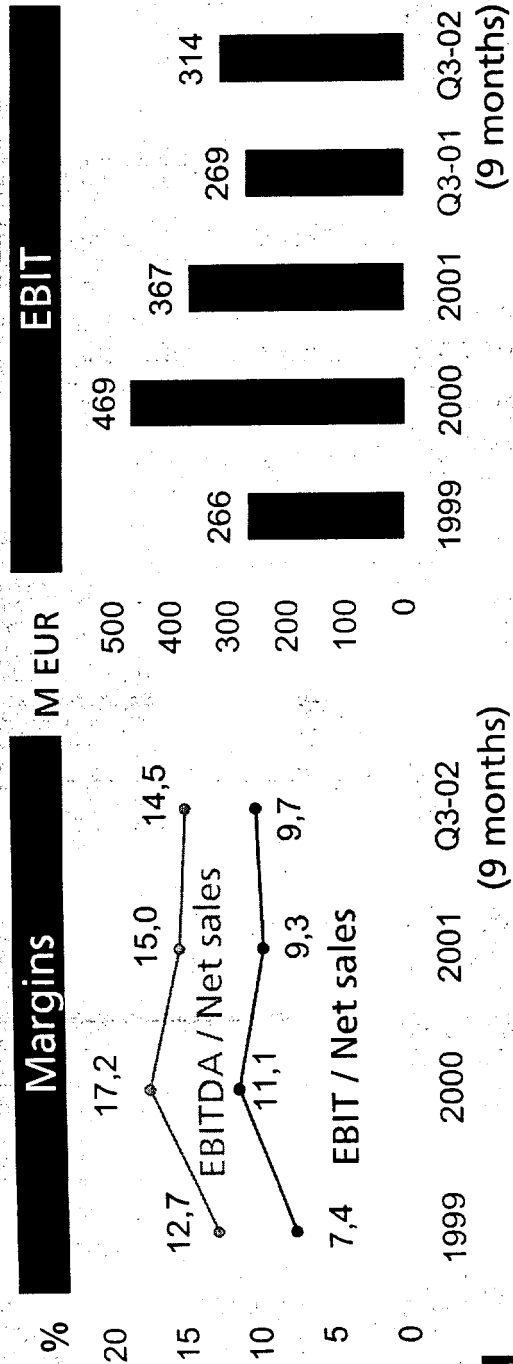 Margins
%
20
15
10
5
0
12,7
17,2
15,0
14,5
EBITDA / Net sales
7,4
11,1
9,3
9,7
EBIT / Net sales
1999 2000 2001 Q3-02
(9 months)
EBIT
M EUR
500
400
300
200
100
0
266
469
367
269
314
1999 2000 2001 Q3-01 Q3-02
(9 months)